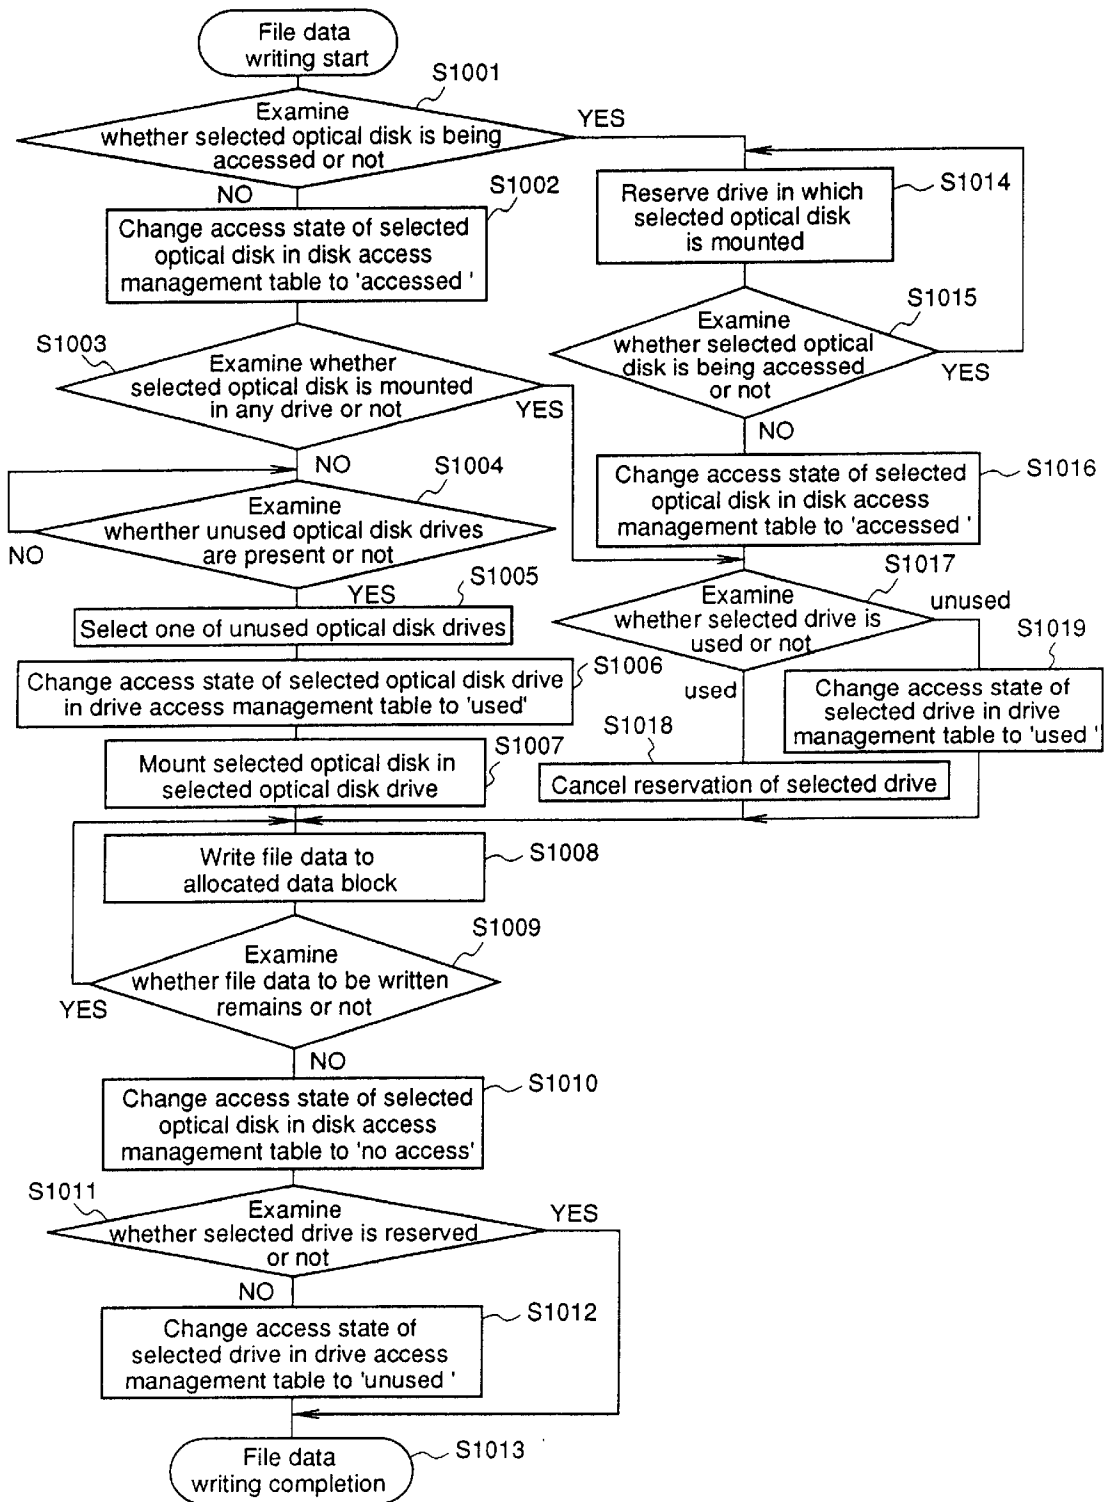 File data
writing start
S1001
Examine
whether selected optical disk is being
accessed or not
YES
NO
S1002
Change access state of selected
optical disk in disk access
management table to 'accessed '
S1003
Examine whether
selected optical disk is mounted
in any drive or not
YES
NO
S1004
Examine
wherther unused optical disk drives
are present or not
NO
YES
S1005
Select one of unused optical disk drives
S1006
Change access state of selected optical disk drive
in drive access management table to 'used'
S1007
Mount selected optical disk in
selected optical disk drive
S1008
Write file data to
allocated data block
S1009
Examine
whether file data to be written
remains or not
YES
NO
S1010
Change access state of selected
optical disk in disk access
management table to 'no access'
S1011
Examine
whether selected drive is reserved
or not
YES
NO
S1012
Change access state of
selected drive in drive access
management table to 'unused '
File data
writing completion
S1013
Reserve drive in which
selected optical disk
is mounted
S1014
S1015
Examine
whether selected optical
disk is being accessed
or not
YES
NO
Change access state of selected
optical disk in disk access
management table to 'accessed '
S1016
S1017
Examine
whether selected drive is
used or not
unused
used
S1018
Cancel reservation of selected drive
S1019
Change access state of
selected drive in drive
management table to 'used '